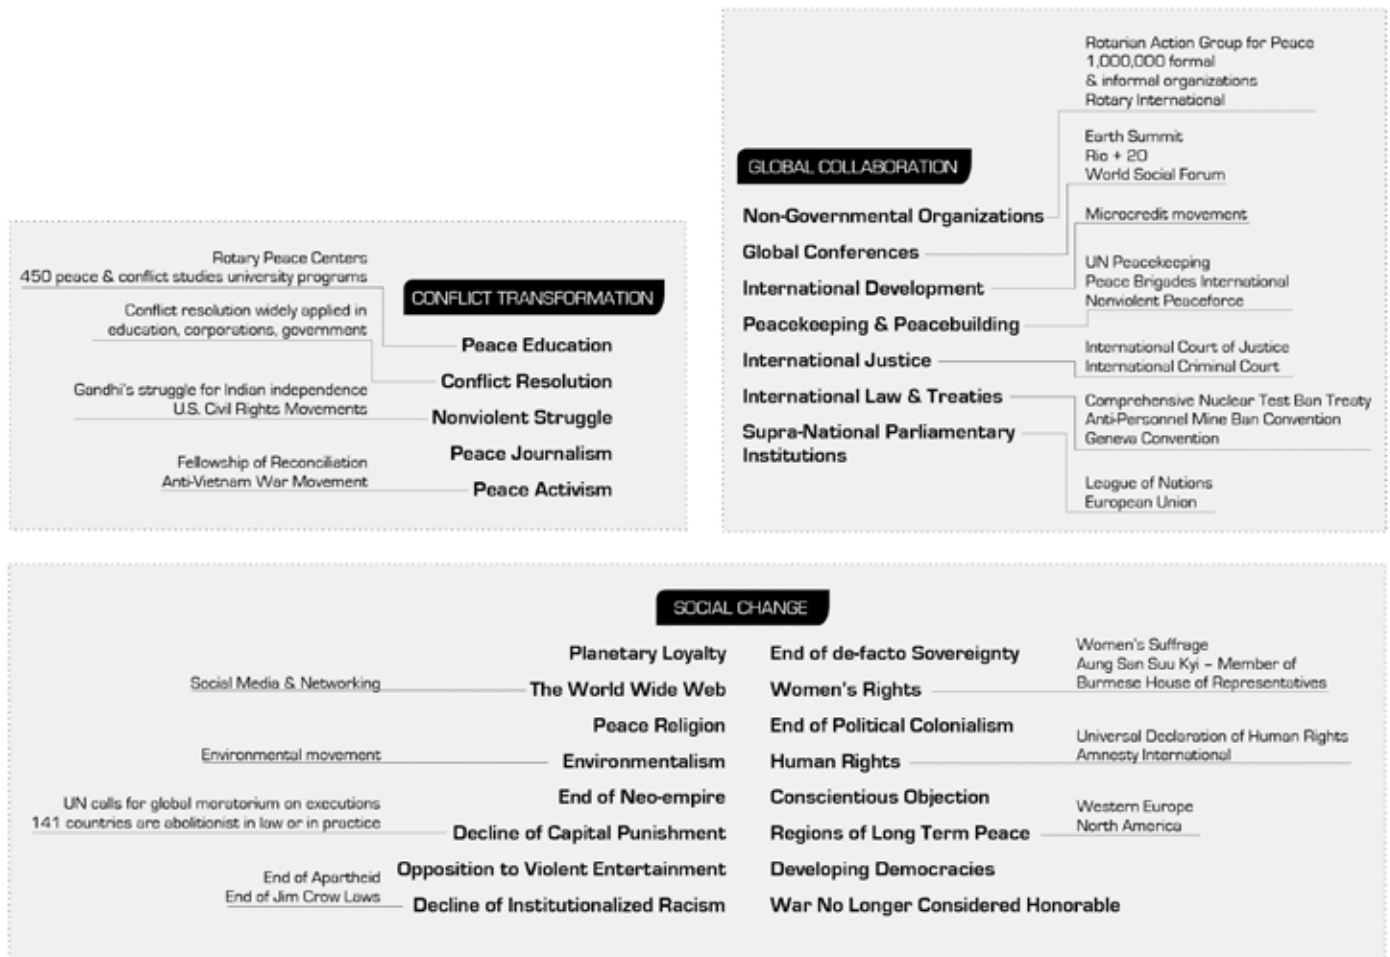 Rotary Peace Centers
450 peace & conflict studies university programs
Conflict resolution widely applied in
education, corporations, government
Gandhi's struggle for Indian independence
U.S. Civil Rights Movements
Fellowship of Reconciliation
Anti-Vietnam War Movement
CONFLICT TRANSFORMATION
Peace Education
Conflict Resolution
Nonviolent Struggle
Peace Journalism
Peace Activism
GLOBAL COLLABORATION
Non-Governmental Organizations
Global Conferences
International Development
Peacekeeping & Peacebuilding
International Justice
International Law & Treaties
Supra-National Parliamentary
Institutions
Rotarian Action Group for Peace
1,000,000 formal
& informal organizations
Rotary International
Earth Summit
Rio + 20
World Social Forum
Microcredit movement
UN Peacekeeping
Peace Brigades International
Nonviolent Peaceforce
International Court of Justice
International Criminal Court
Comprehensive Nuclear Test Ban Treaty
Anti-Personnel Mine Ban Convention
Geneva Convention
League of Nations
European Union
SOCIAL CHANGE
Social Media & Networking
Environmental movement
UN calls for global moratorium on executions
141 countries are abolitionist in law or in practice
End of Apartheid
End of Jim Crow Laws
Planetary Loyalty
The World Wide Web
Peace Religion
Environmentalism
End of Neo-empire
Decline of Capital Punishment
Opposition to Violent Entertainment
Decline of Institutionalized Racism
End of de-facto Sovereignty
Women's Rights
End of Political Colonialism
Human Rights
Conscientious Objection
Regions of Long Term Peace
Developing Democracies
War No Longer Considered Honorable
Women's Suffrage
Aung San Suu Kyi – Member of
Burmese House of Representatives
Universal Declaration of Human Rights
Amnesty International
Western Europe
North America